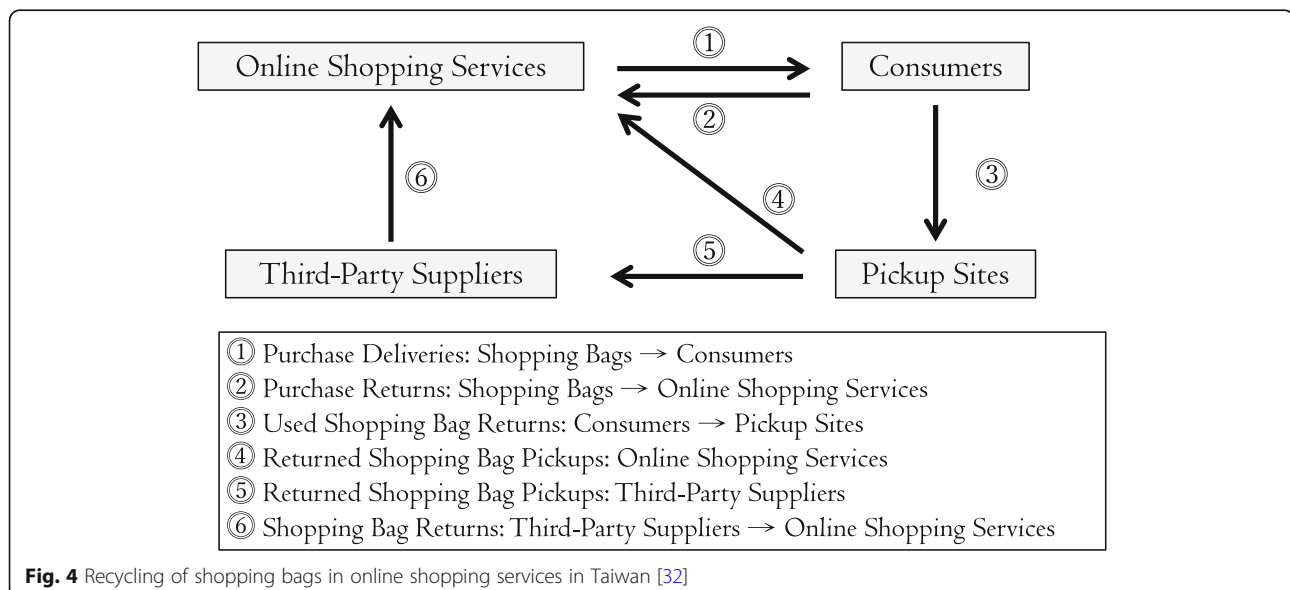 Online Shopping Services
①
Consumers
②
⑥
④
③
Third-Party Suppliers
⑤
Pickup Sites
① Purchase Deliveries: Shopping Bags → Consumers
② Purchase Returns: Shopping Bags → Online Shopping Services
③ Used Shopping Bag Returns: Consumers → Pickup Sites
④ Returned Shopping Bag Pickups: Online Shopping Services
⑤ Returned Shopping Bag Pickups: Third-Party Suppliers
⑥ Shopping Bag Returns: Third-Party Suppliers → Online Shopping Services
Fig. 4 Recycling of shopping bags in online shopping services in Taiwan [32]